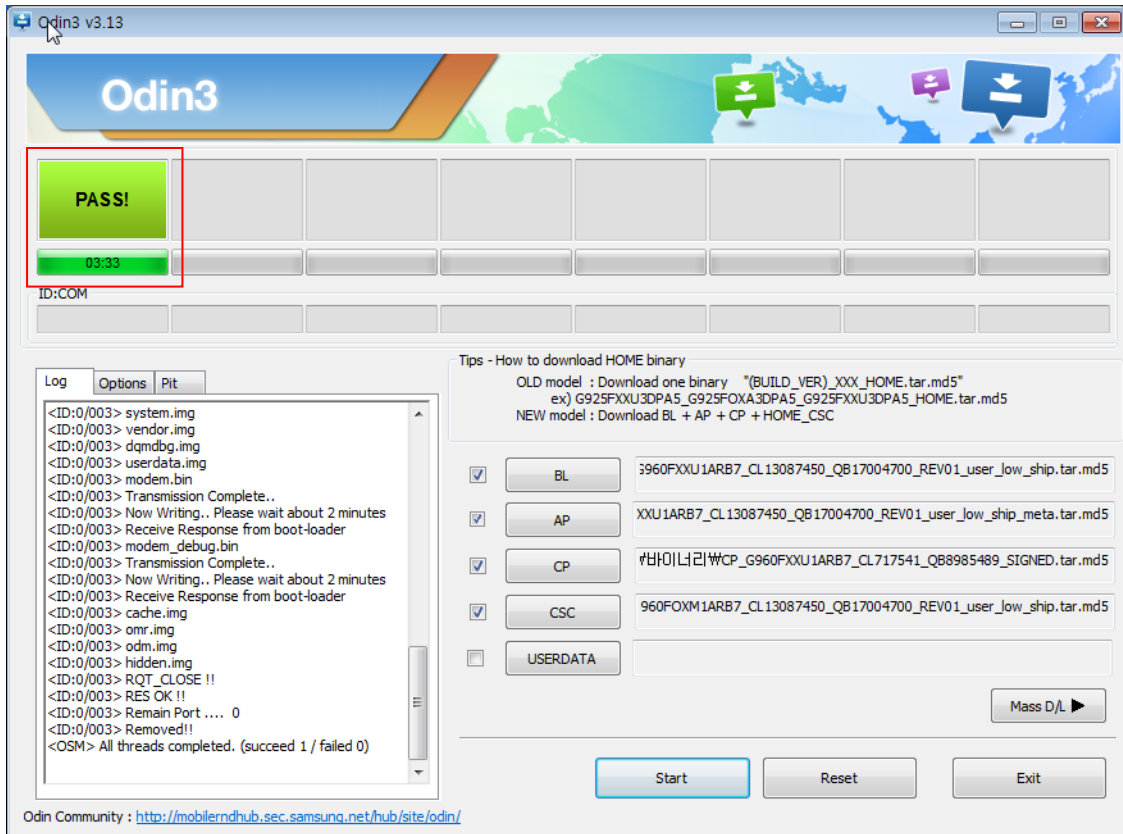 Odin3 v3.13
Odin3
PASS!
03:33
ID:COM
Log
Options
Pit
<ID:0/003> system.img
<ID:0/003> vendor.img
<ID:0/003> dqmdbg.img
<ID:0/003> userdata.img
<ID:0/003> modem.bin
<ID:0/003> Transmission Complete..
<ID:0/003> Now Writing.. Please wait about 2 minutes
<ID:0/003> Receive Response from boot-loader
<ID:0/003> modem_debug.bin
<ID:0/003> Transmission Complete..
<ID:0/003> Now Writing.. Please wait about 2 minutes
<ID:0/003> Receive Response from boot-loader
<ID:0/003> cache.img
<ID:0/003> omr.img
<ID:0/003> odm.img
<ID:0/003> hidden.img
<ID:0/003> RQT_CLOSE !!
<ID:0/003> RES OK !!
<ID:0/003> Remain Port .... 0
<ID:0/003> Removed!!
<OSM> All threads completed. (succeed 1 / failed 0)
Tips - How to download HOME binary
OLD model : Download one binary "(BUILD_VER)_XXX_HOME.tar.md5"
ex) G925FXXU3DPA5_G925FOXA3DPA5_G925FXXU3DPA5_HOME.tar.md5
NEW model : Download BL + AP + CP + HOME_CSC
BL
G960FXXU1ARB7_CL13087450_QB17004700_REV01_user_low_ship.tar.md5
AP
XXU1ARB7_CL13087450_QB17004700_REV01_user_low_ship_meta.tar.md5
CP
바이너리₩CP_G960FXXU1ARB7_CL717541_QB8985489_SIGNED.tar.md5
CSC
960FOXM1ARB7_CL13087450_QB17004700_REV01_user_low_ship.tar.md5
USERDATA
Mass D/L ▶
Start
Reset
Exit
Odin Community : http://mobilerndhub.sec.samsung.net/hub/site/odin/